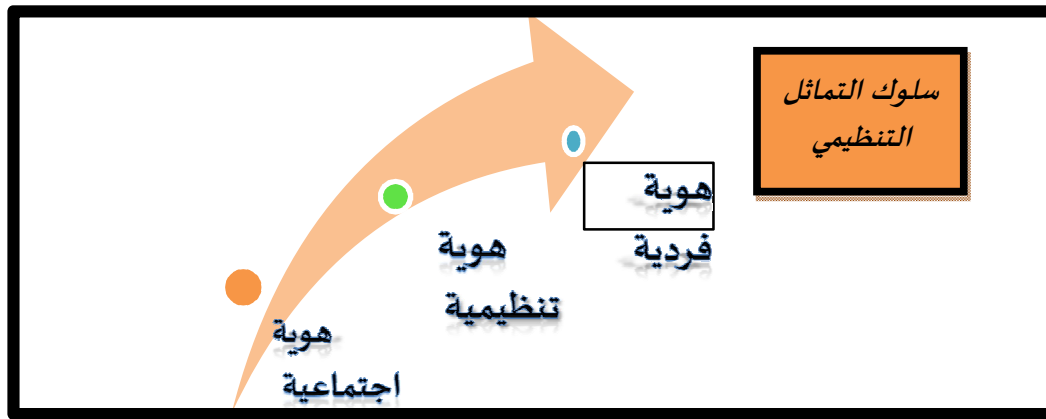 سلوك التماثل
التنظيمي
هوية
فردية
هوية
تنظيمية
هوية
اجتماعية